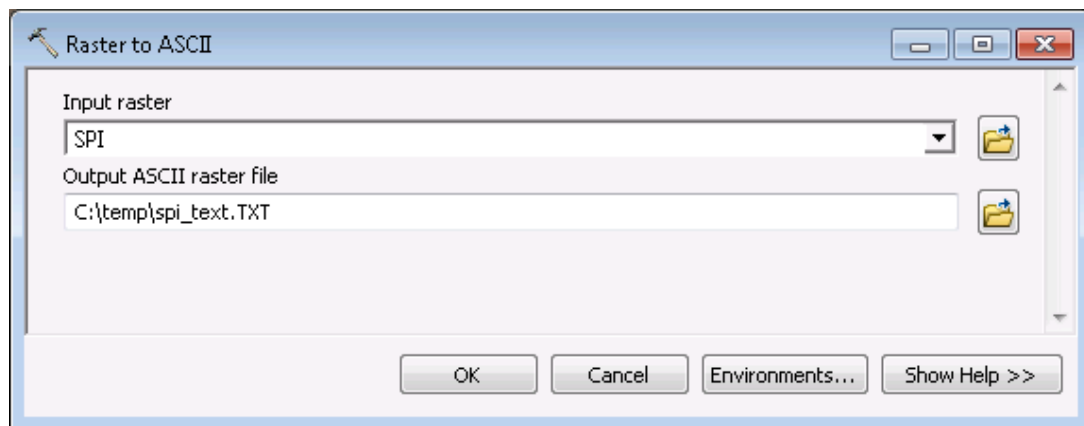 Raster to ASCII
Input raster
SPI
Output ASCII raster file
C:\temp\spi_text.TXT
OK Cancel Environments... Show Help >>